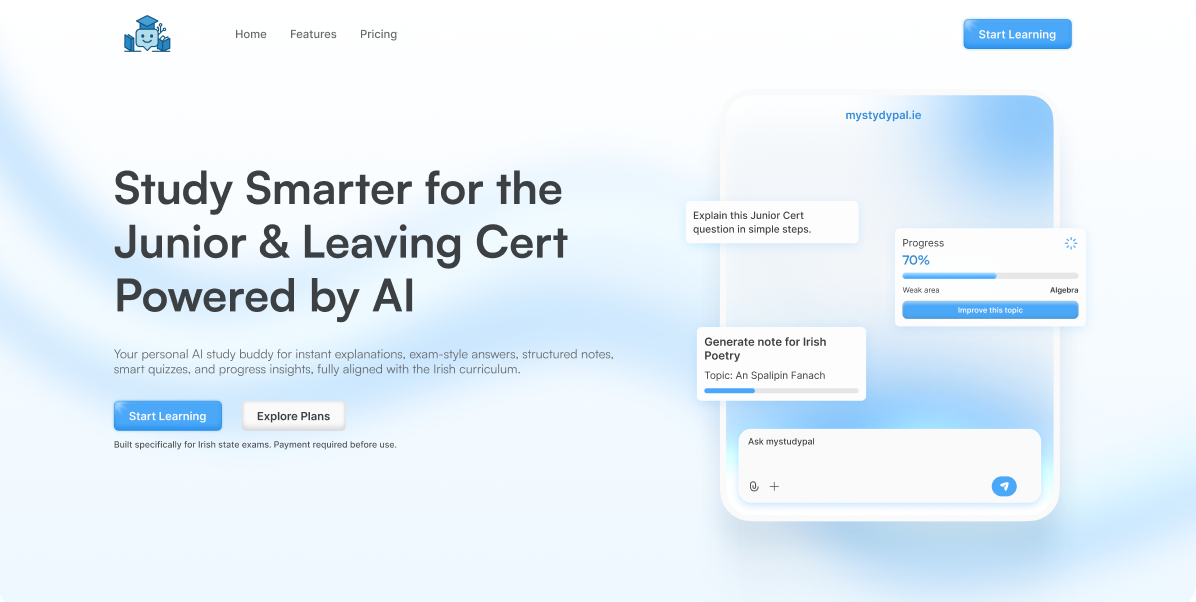 Home
Features
Pricing
Start Learning
Study Smarter for the
Junior & Leaving Cert
Powered by AI
Your personal AI study buddy for instant explanations, exam-style answers, structured notes,
smart quizzes, and progress insights, fully aligned with the Irish curriculum.
Start Learning
Explore Plans
Built specifically for Irish state exams. Payment required before use.
mystydypal.ie
Explain this Junior Cert
question in simple steps.
Progress
70%
Weak area
Algebra
Improve this topic
Generate note for Irish
Poetry
Topic: An Spalipin Fanach
Ask mystudypal